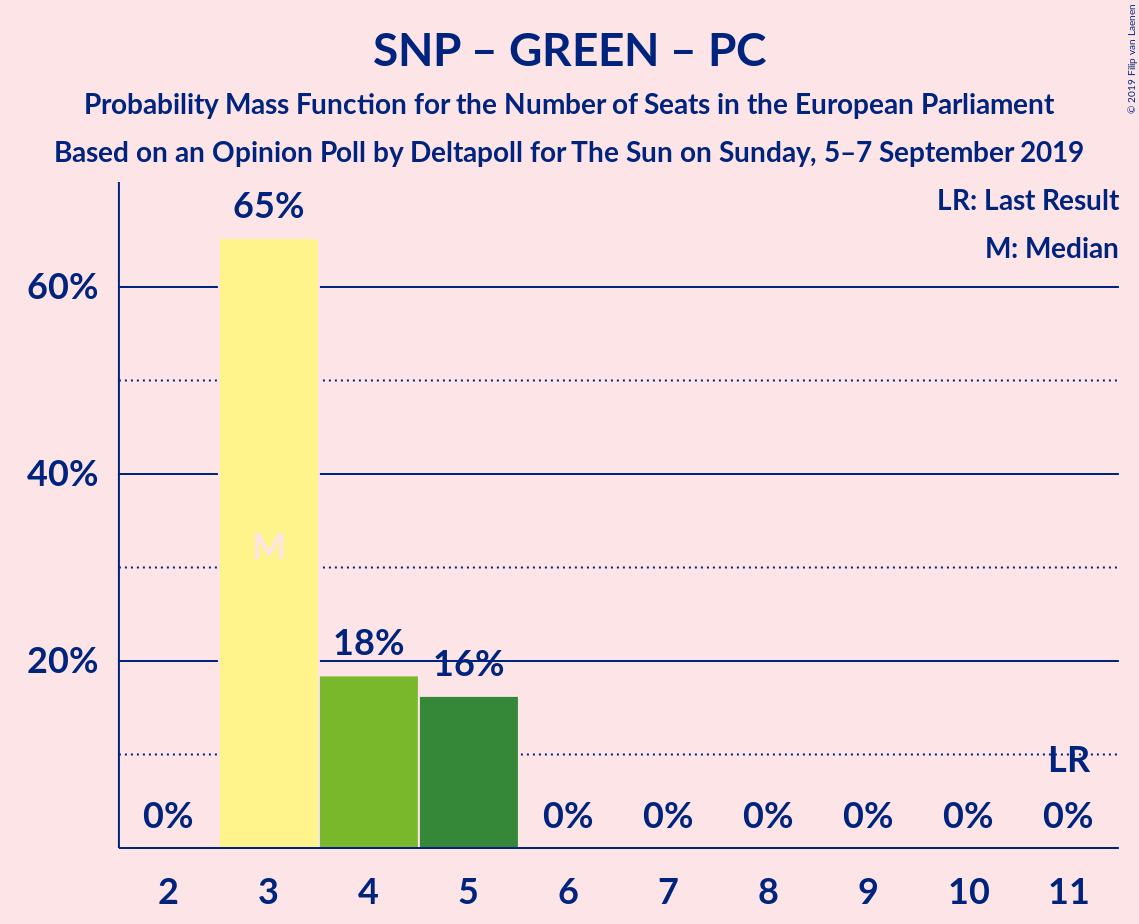 SNP – GREEN – PC
Probability Mass Function for the Number of Seats in the European Parliament
Based on an Opinion Poll by Deltapoll for The Sun on Sunday, 5–7 September 2019
© 2019 Filip van Laenen
LR: Last Result
M: Median
65%
60%
40%
M
18%
16%
20%
LR
0%
0%
0%
0%
0%
0%
0%
2
3
4
5
6
7
8
9
10
11